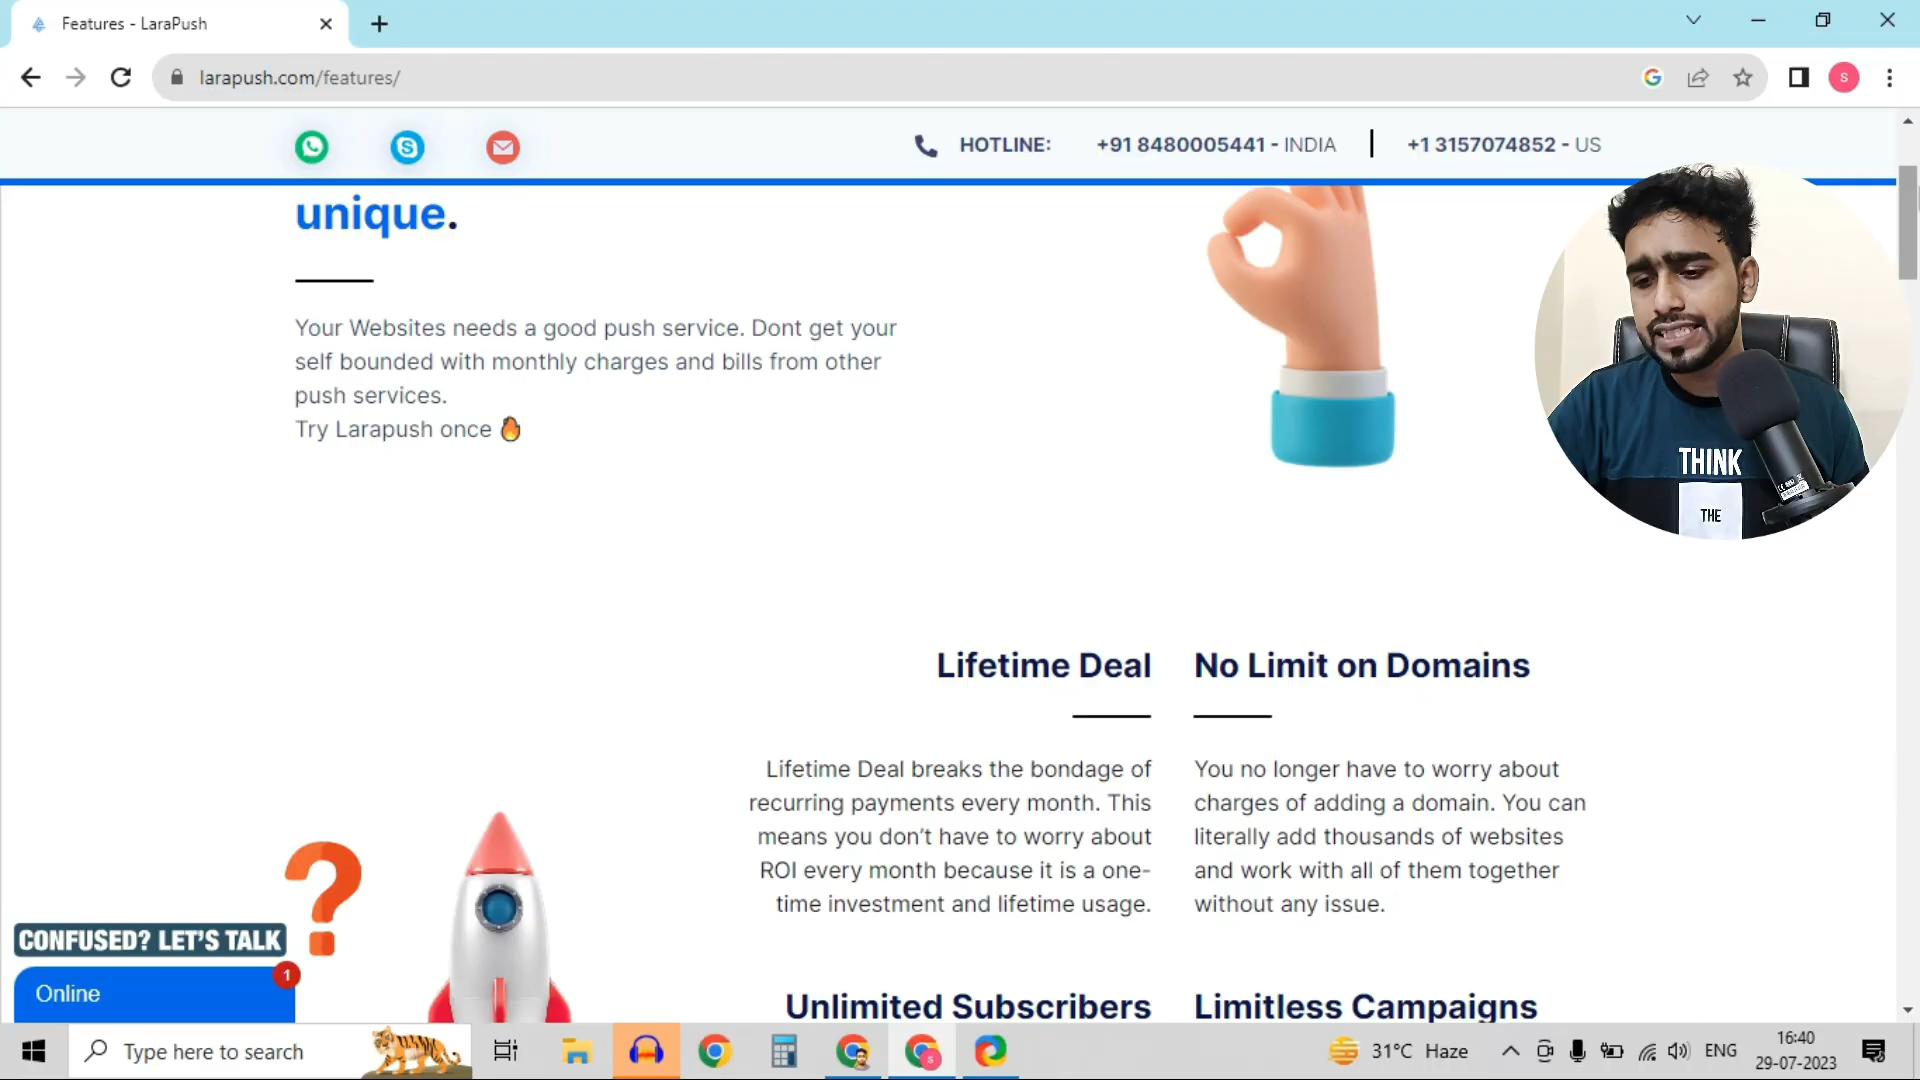 Features - LaraPush
larapush.com/features/
S
HOTLINE: +91 8480005441 - INDIA +1 3157074852 - US
unique.
Your Websites needs a good push service. Dont get your
self bounded with monthly charges and bills from other
push services.
Try Larapush once 🔥
THINK
THE
Lifetime Deal
Lifetime Deal breaks the bondage of
recurring payments every month. This
means you don't have to worry about
ROI every month because it is a one-
time investment and lifetime usage.
No Limit on Domains
You no longer have to worry about
charges of adding a domain. You can
literally add thousands of websites
and work with all of them together
without any issue.
Unlimited Subscribers
Limitless Campaigns
CONFUSED? LET'S TALK
1
Online
Type here to search
31°C Haze
ENG
16:40
29-07-2023